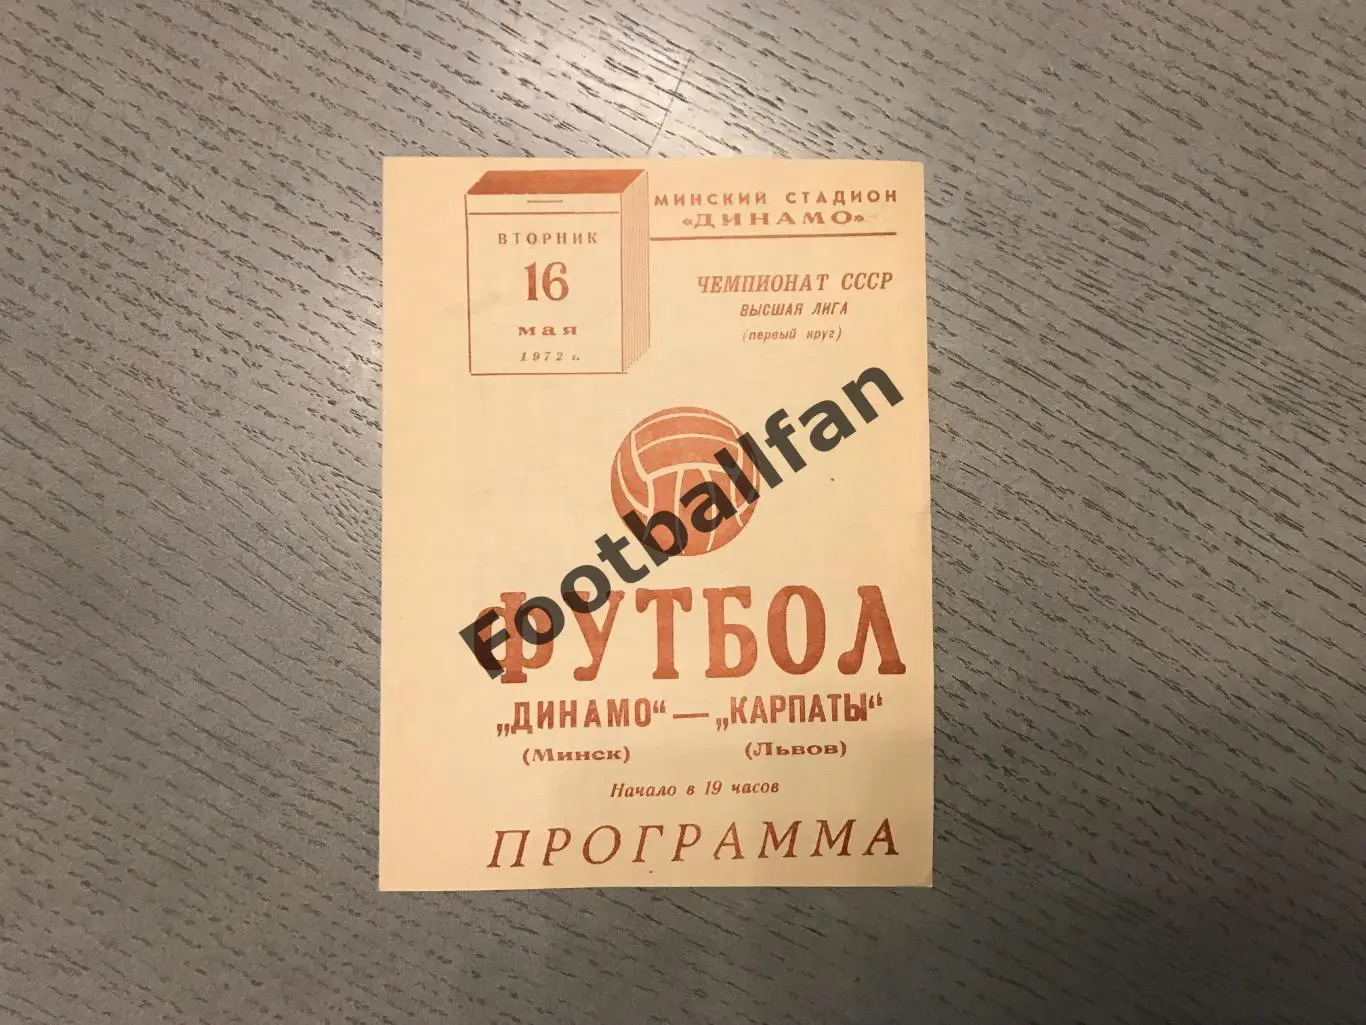 МИНСКИЙ СТАДИОН
«ДИНАМО»
ВТОРНИК
16
мая
1972 г.
ЧЕМПИОНАТ СССР
ВЫСШАЯ ЛИГА
(первый круг)
Footballfan
ФУТБОЛ
„ДИНАМО“ — „КАРПАТЫ“
(Минск) (Львов)
Начало в 19 часов
ПРОГРАММА